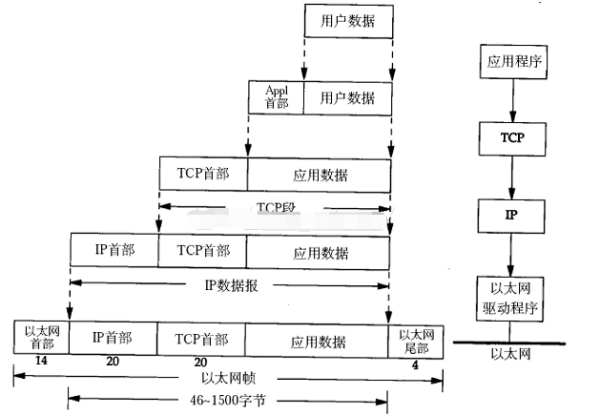 用户数据
Appl
首部
用户数据
应用程序
TCP首部
应用数据
TCP
TCP段
IP首部
TCP首部
应用数据
IP
IP数据报
以太网
驱动程序
以太网
首部
IP首部
TCP首部
应用数据
以太网
尾部
以太网
14
20
20
4
以太网帧
46~1500字节